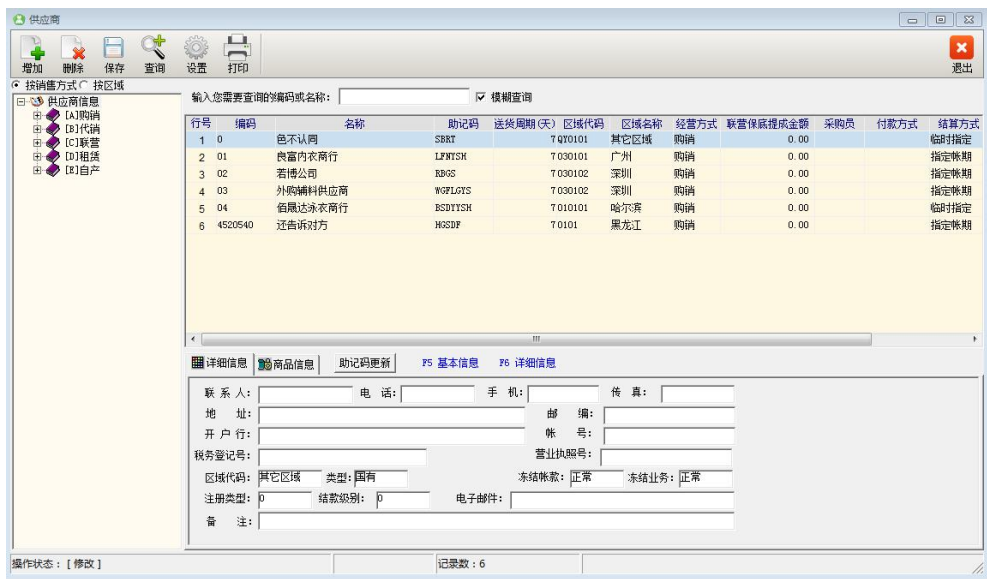 供应商
增加 删除 保存 查询 设置 打印 退出
按销售方式 按区域
供应商信息
[A]购销
[B]代销
[C]联营
[D]租赁
[E]自产
输入您需要查询的编码或名称: 模糊查询
行号 编码 名称 助记码 送货周期(天) 区域代码 区域名称 经营方式 联营保底提成金额 采购员 付款方式 结算方式
1 0 色不认同 SBRT 7 QY0101 其它区域 购销 0.00 临时指定
2 01 良富内衣商行 LFNYSH 7 030101 广州 购销 0.00 指定帐期
3 02 若博公司 RBGS 7 030102 深圳 购销 0.00 指定帐期
4 03 外购辅料供应商 WGFLGYS 7 030102 深圳 购销 0.00 指定帐期
5 04 佰晟达泳衣商行 BSDYYSH 7 010101 哈尔滨 购销 0.00 临时指定
6 4520540 还告诉对方 HGSDF 7 0101 黑龙江 购销 0.00 指定帐期
详细信息 商品信息 助记码更新 F5 基本信息 F6 详细信息
联 系 人: 电 话: 手 机: 传 真:
地 址: 邮 编:
开 户 行: 帐 号:
税务登记号: 营业执照号:
区域代码: 其它区域 类型: 国有 冻结帐款: 正常 冻结业务: 正常
注册类型: 0 结款级别: 0 电子邮件:
备 注:
操作状态：[ 修改 ] 记录数：6